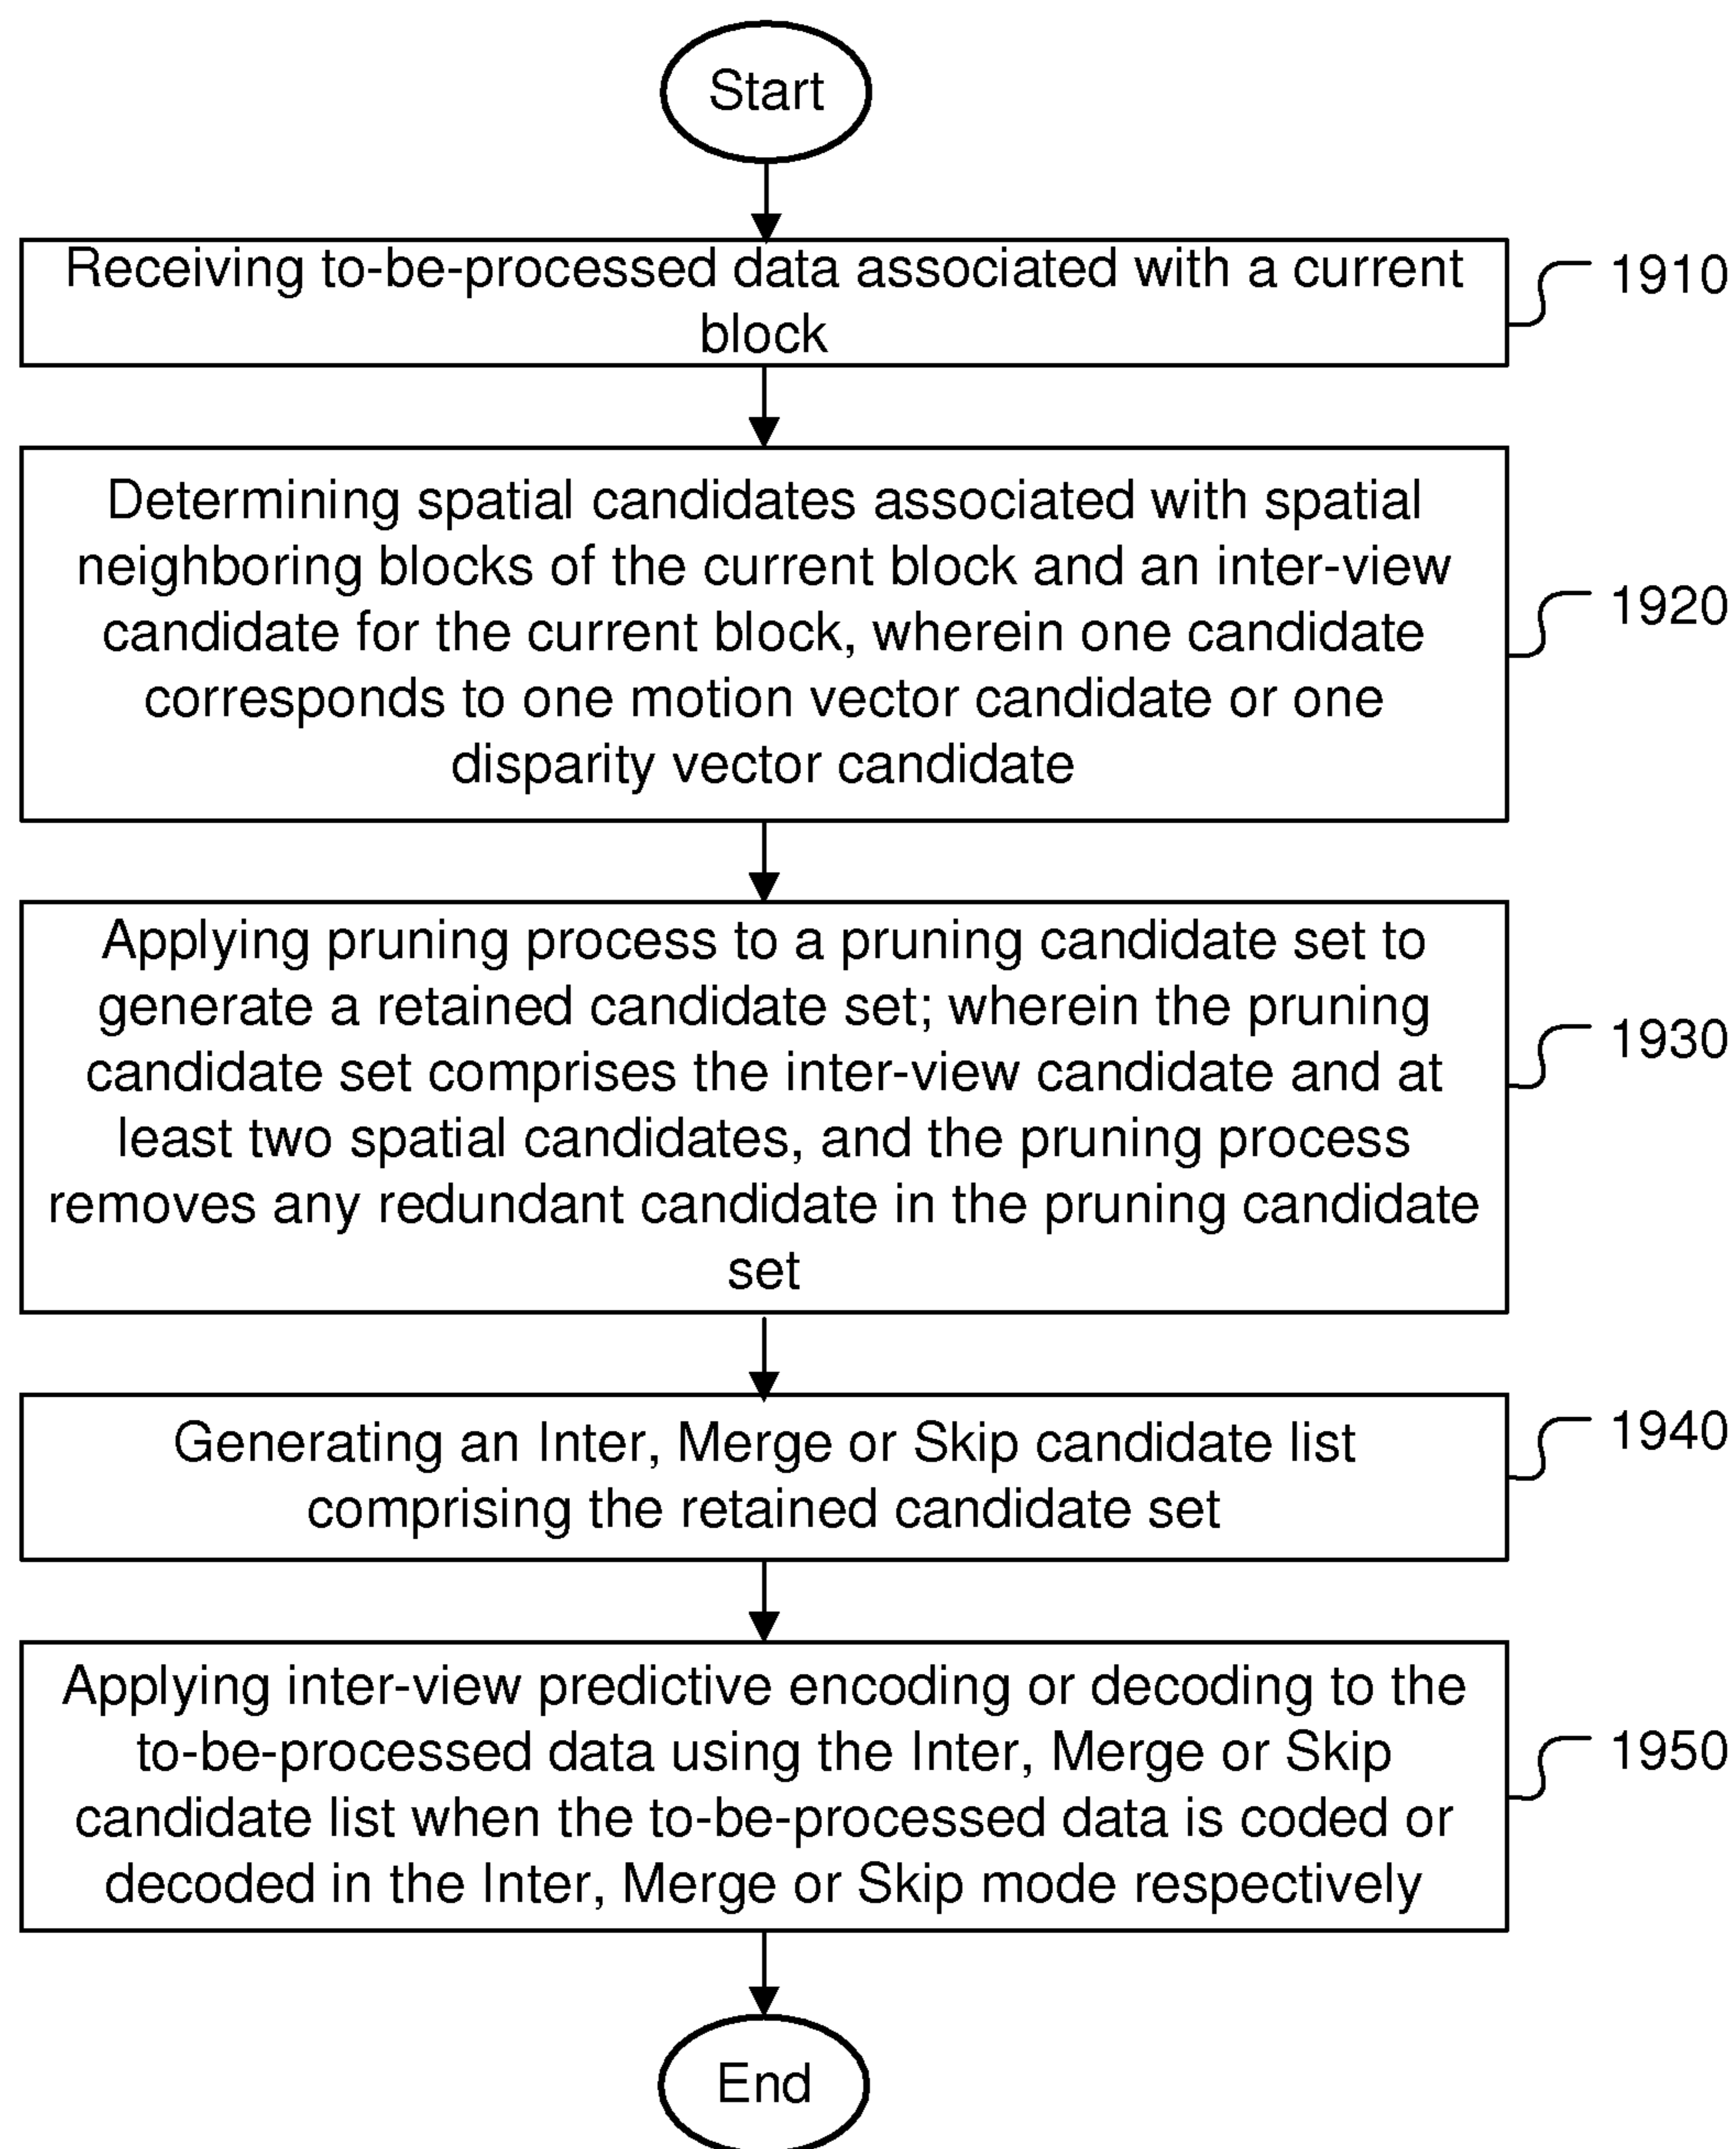 Start
Receiving to-be-processed data associated with a current
block
1910
Determining spatial candidates associated with spatial
neighboring blocks of the current block and an inter-view
candidate for the current block, wherein one candidate
corresponds to one motion vector candidate or one
disparity vector candidate
1920
Applying pruning process to a pruning candidate set to
generate a retained candidate set; wherein the pruning
candidate set comprises the inter-view candidate and at
least two spatial candidates, and the pruning process
removes any redundant candidate in the pruning candidate
set
1930
Generating an Inter, Merge or Skip candidate list
comprising the retained candidate set
1940
Applying inter-view predictive encoding or decoding to the
to-be-processed data using the Inter, Merge or Skip
candidate list when the to-be-processed data is coded or
decoded in the Inter, Merge or Skip mode respectively
1950
End